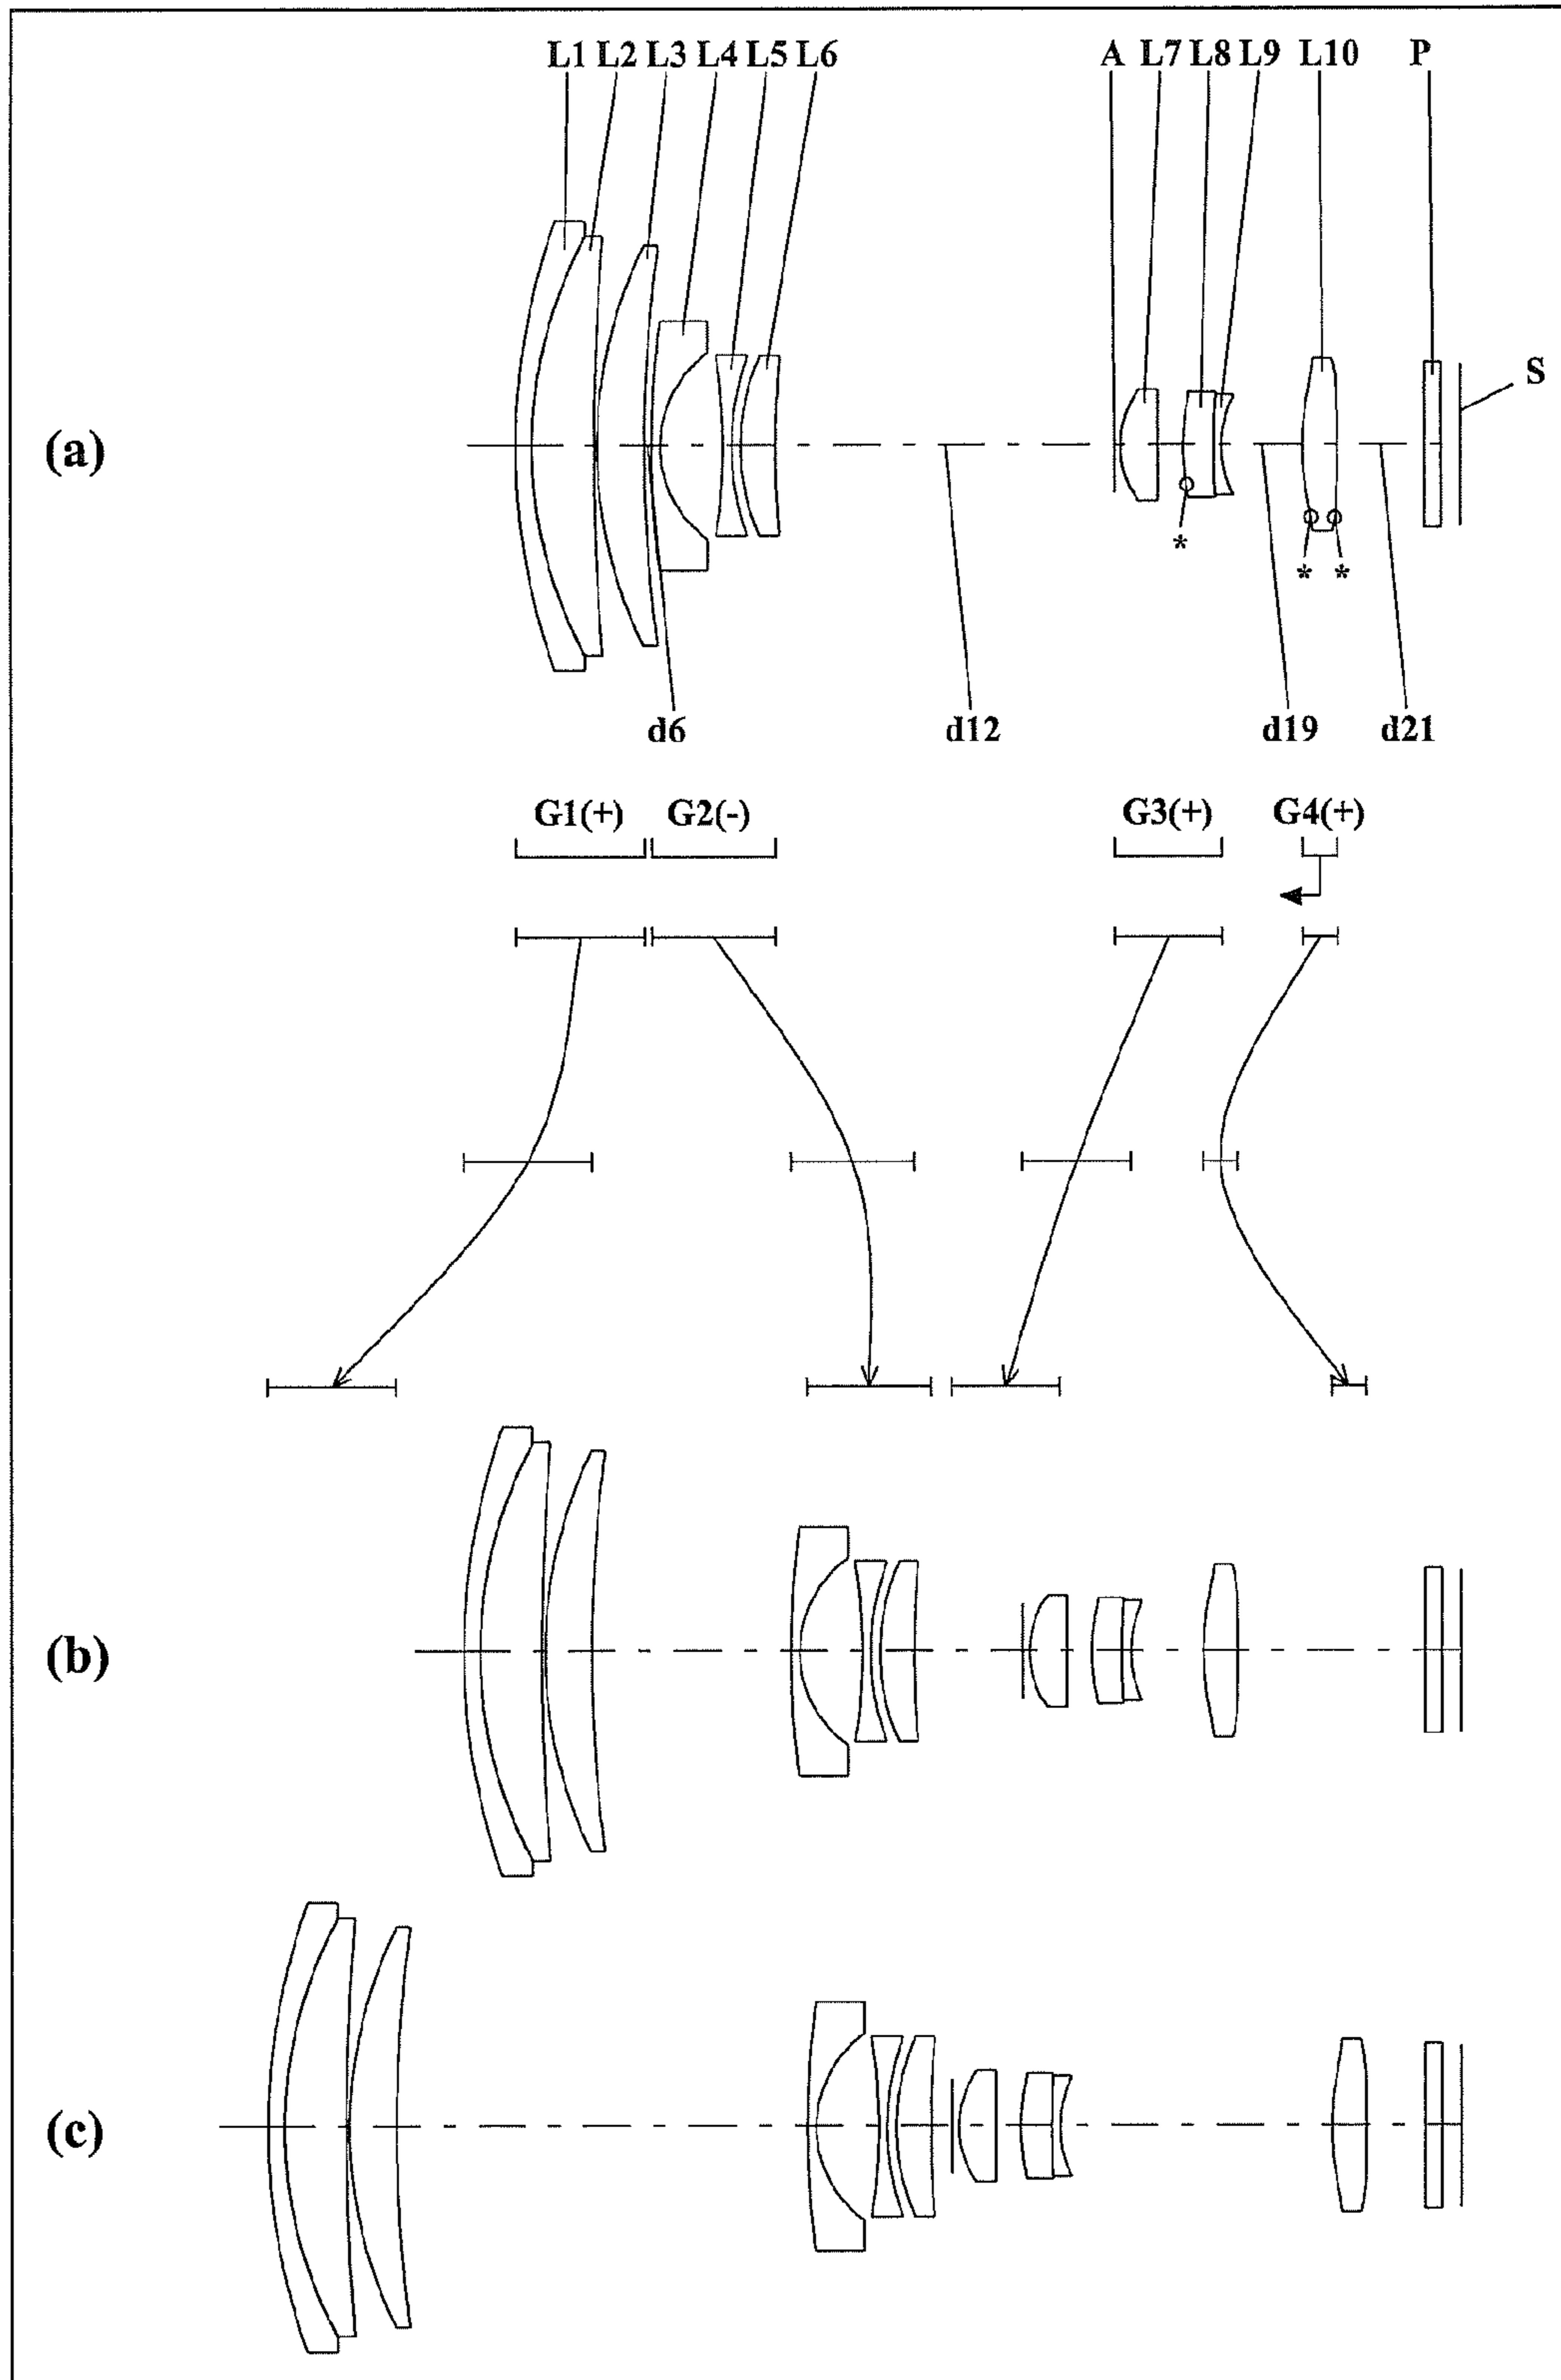 L1 L2 L3 L4 L5 L6 A L7 L8 L9 L10 P
S
(a)
* * *
d6 d12 d19 d21
G1(+) G2(-) G3(+) G4(+)
(b)
(c)